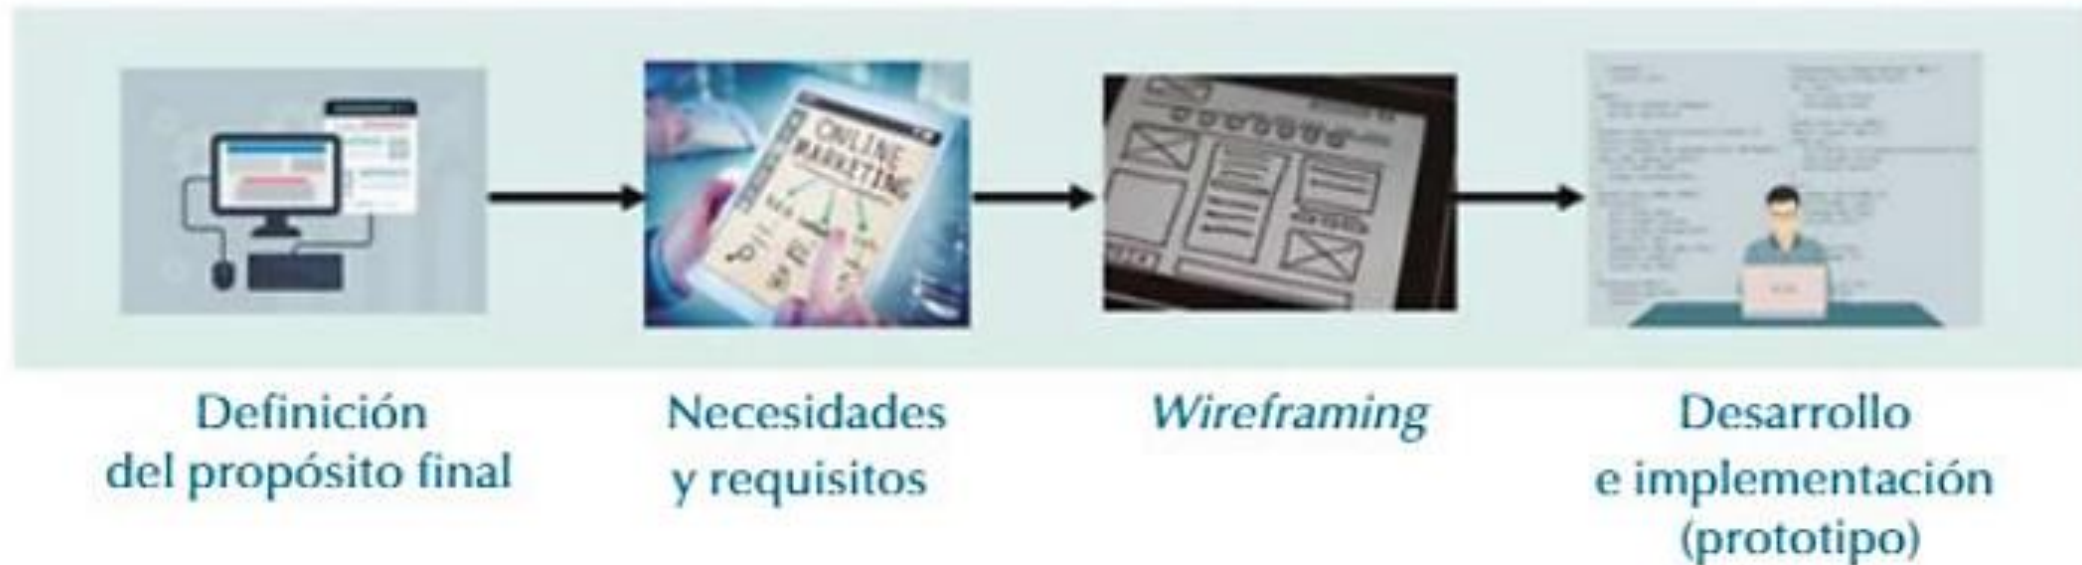 ONLINE
MARKETING
Definición
del propósito final
Necesidades
y requisitos
Wireframing
Desarrollo
e implementación
(prototipo)